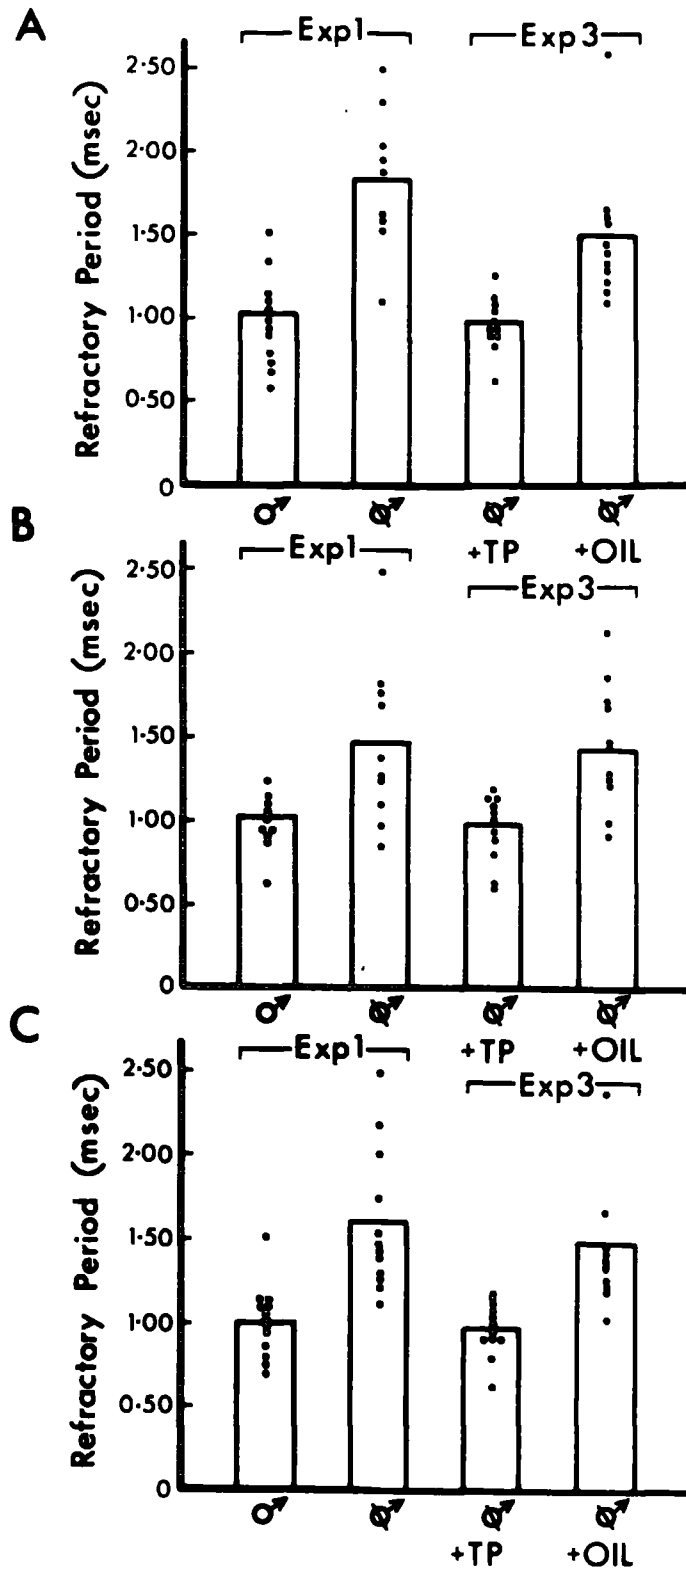 A
Exp1
Exp 3
Refractory Period (msec)
2·50
2·00
1·50
1·00
0·50
0
♂
∅↗
∅↗
∅↗
+TP
+OIL
B
Exp1
Exp3
Refractory Period (msec)
2·50
2·00
1·50
1·00
0·50
0
♂
∅↗
∅↗
∅↗
+TP
+OIL
C
Exp1
Exp3
Refractory Period (msec)
2·50
2·00
1·50
1·00
0·50
0
♂
∅↗
∅↗
∅↗
+TP
+OIL